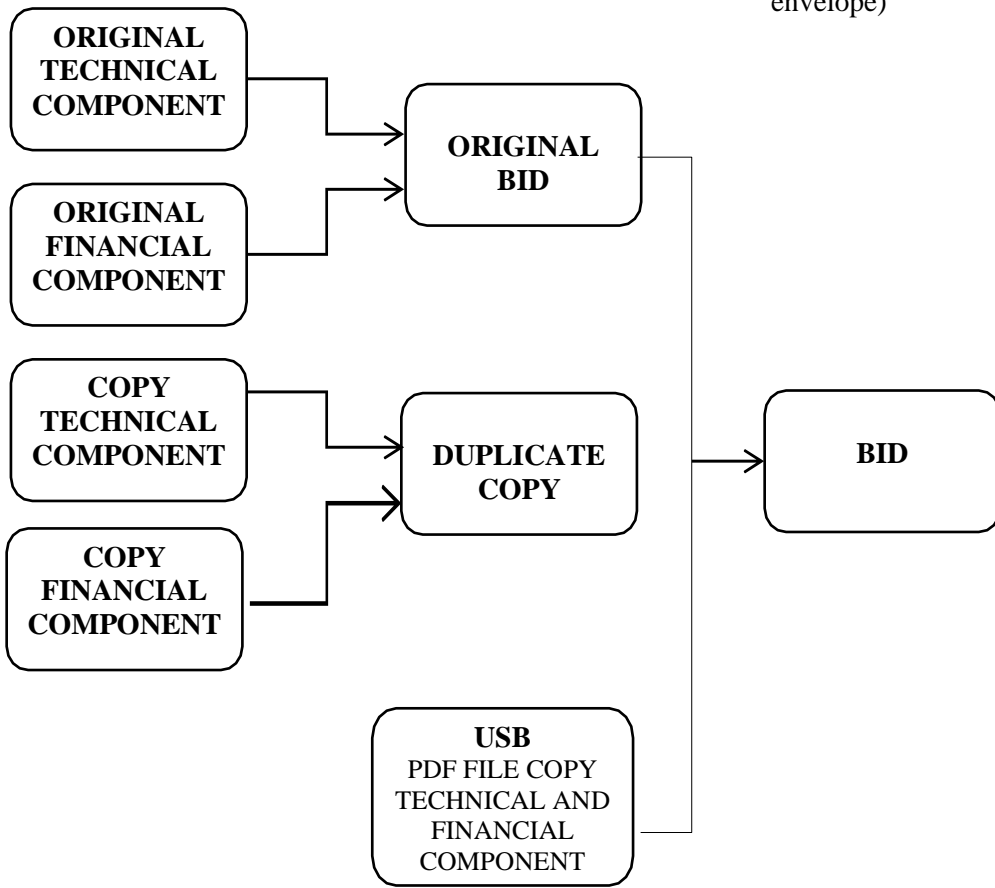 envelope)
ORIGINAL
TECHNICAL
COMPONENT
ORIGINAL
BID
ORIGINAL
FINANCIAL
COMPONENT
COPY
TECHNICAL
COMPONENT
DUPLICATE
COPY
BID
COPY
FINANCIAL
COMPONENT
USB
PDF FILE COPY
TECHNICAL AND
FINANCIAL
COMPONENT